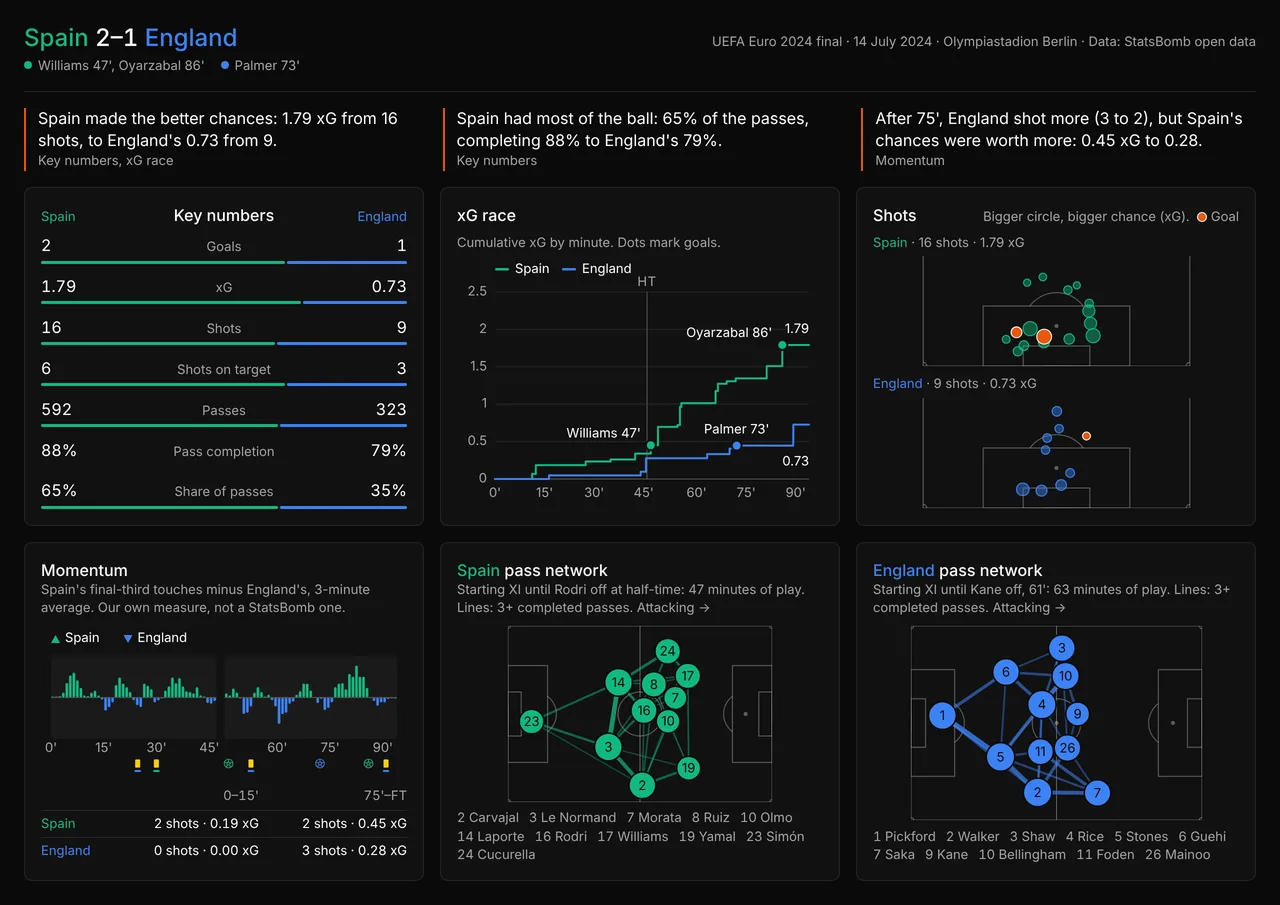 Spain 2–1 England
UEFA Euro 2024 final · 14 July 2024 · Olympiastadion Berlin · Data: StatsBomb open data
Williams 47', Oyarzabal 86' Palmer 73'
Spain made the better chances: 1.79 xG from 16
shots, to England's 0.73 from 9.
Key numbers, xG race
Spain had most of the ball: 65% of the passes,
completing 88% to England's 79%.
Key numbers
After 75', England shot more (3 to 2), but Spain's
chances were worth more: 0.45 xG to 0.28.
Momentum
Spain Key numbers England
2 Goals 1
1.79 xG 0.73
16 Shots 9
6 Shots on target 3
592 Passes 323
88% Pass completion 79%
65% Share of passes 35%
xG race
Cumulative xG by minute. Dots mark goals.
Spain England
HT
2.5
2
1.5
1
0.5
0
Oyarzabal 86' 1.79
Williams 47' Palmer 73'
0.73
0' 15' 30' 45' 60' 75' 90'
Shots Bigger circle, bigger chance (xG). Goal
Spain · 16 shots · 1.79 xG
England · 9 shots · 0.73 xG
Momentum
Spain's final-third touches minus England's, 3-minute
average. Our own measure, not a StatsBomb one.
Spain England
0' 15' 30' 45' 60' 75' 90'
0–15' 75'–FT
Spain 2 shots · 0.19 xG 2 shots · 0.45 xG
England 0 shots · 0.00 xG 3 shots · 0.28 xG
Spain pass network
Starting XI until Rodri off at half-time: 47 minutes of play.
Lines: 3+ completed passes. Attacking →
24
14 8 17
7
16 10
23
3
19
2
2 Carvajal 3 Le Normand 7 Morata 8 Ruiz 10 Olmo
14 Laporte 16 Rodri 17 Williams 19 Yamal 23 Simón
24 Cucurella
England pass network
Starting XI until Kane off, 61': 63 minutes of play. Lines: 3+
completed passes. Attacking →
3
6 10
4
1 9
5 11 26
2 7
1 Pickford 2 Walker 3 Shaw 4 Rice 5 Stones 6 Guehi
7 Saka 9 Kane 10 Bellingham 11 Foden 26 Mainoo